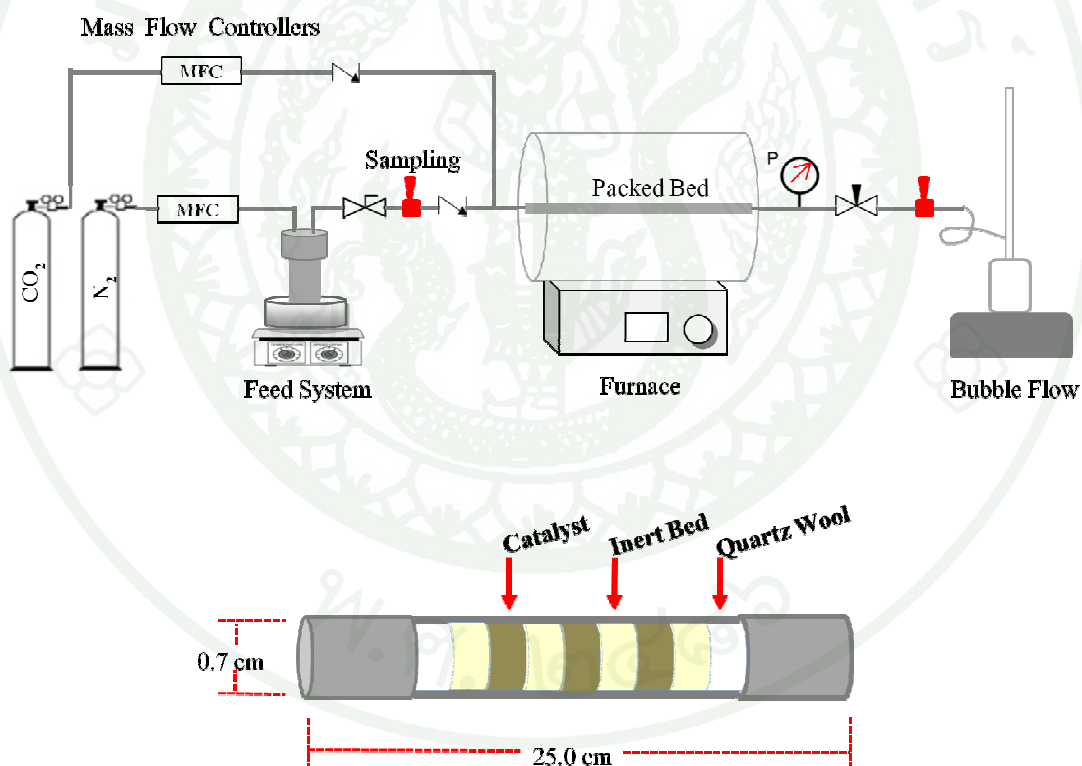 Mass Flow Controllers
MFC
Sampling
P
Packed Bed
MFC
CO2
N2
Feed System
Furnace
Bubble Flow
Catalyst
Inert Bed
Quartz Wool
0.7 cm
25.0 cm